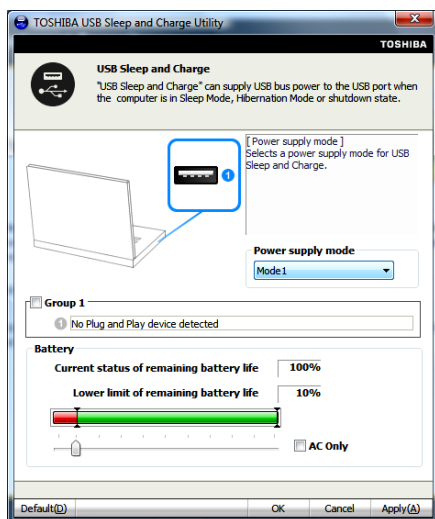 TOSHIBA USB Sleep and Charge Utility
TOSHIBA
USB Sleep and Charge
"USB Sleep and Charge" can supply USB bus power to the USB port when
the computer is in Sleep Mode, Hibernation Mode or shutdown state.
[Power supply mode ]
Selects a power supply mode for USB
Sleep and Charge.
1
Power supply mode
Mode1
Group 1
1 No Plug and Play device detected
Battery
Current status of remaining battery life 100%
Lower limit of remaining battery life 10%
AC Only
Default(D) OK Cancel Apply(A)